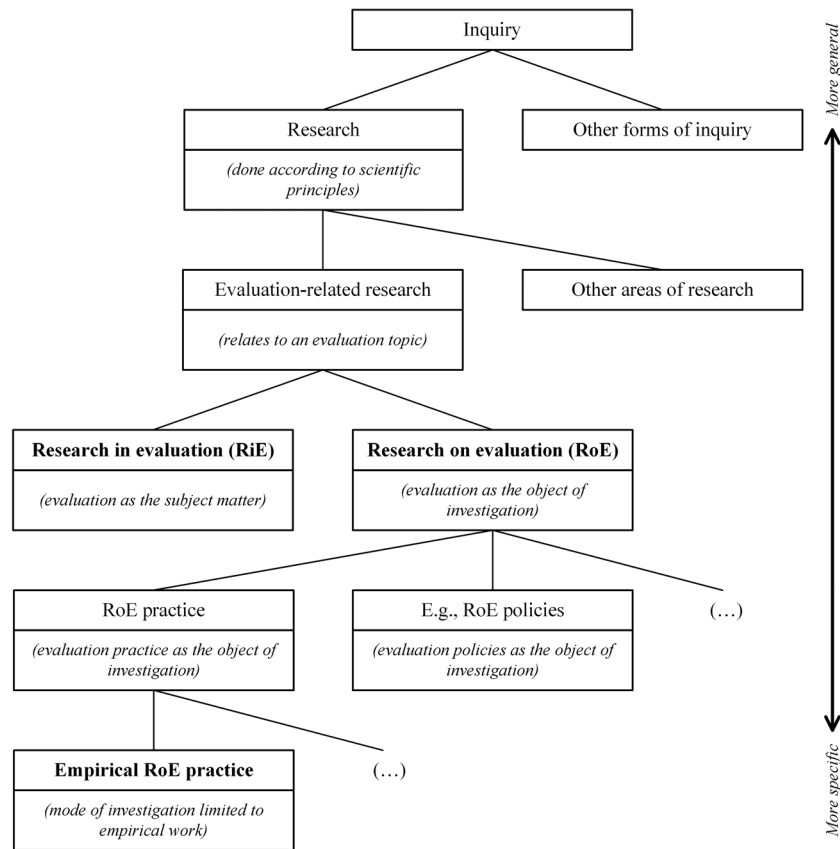 Inquiry
More general
Research
Other forms of inquiry
(done according to scientific
principles)
Evaluation-related research
Other areas of research
(relates to an evaluation topic)
Research in evaluation (RiE)
Research on evaluation (RoE)
(evaluation as the subject matter)
(evaluation as the object of
investigation)
RoE practice
E.g., RoE policies
(…)
(evaluation practice as the object of
investigation)
(evaluation policies as the object of
investigation)
Empirical RoE practice
(…)
(mode of investigation limited to
empirical work)
More specific